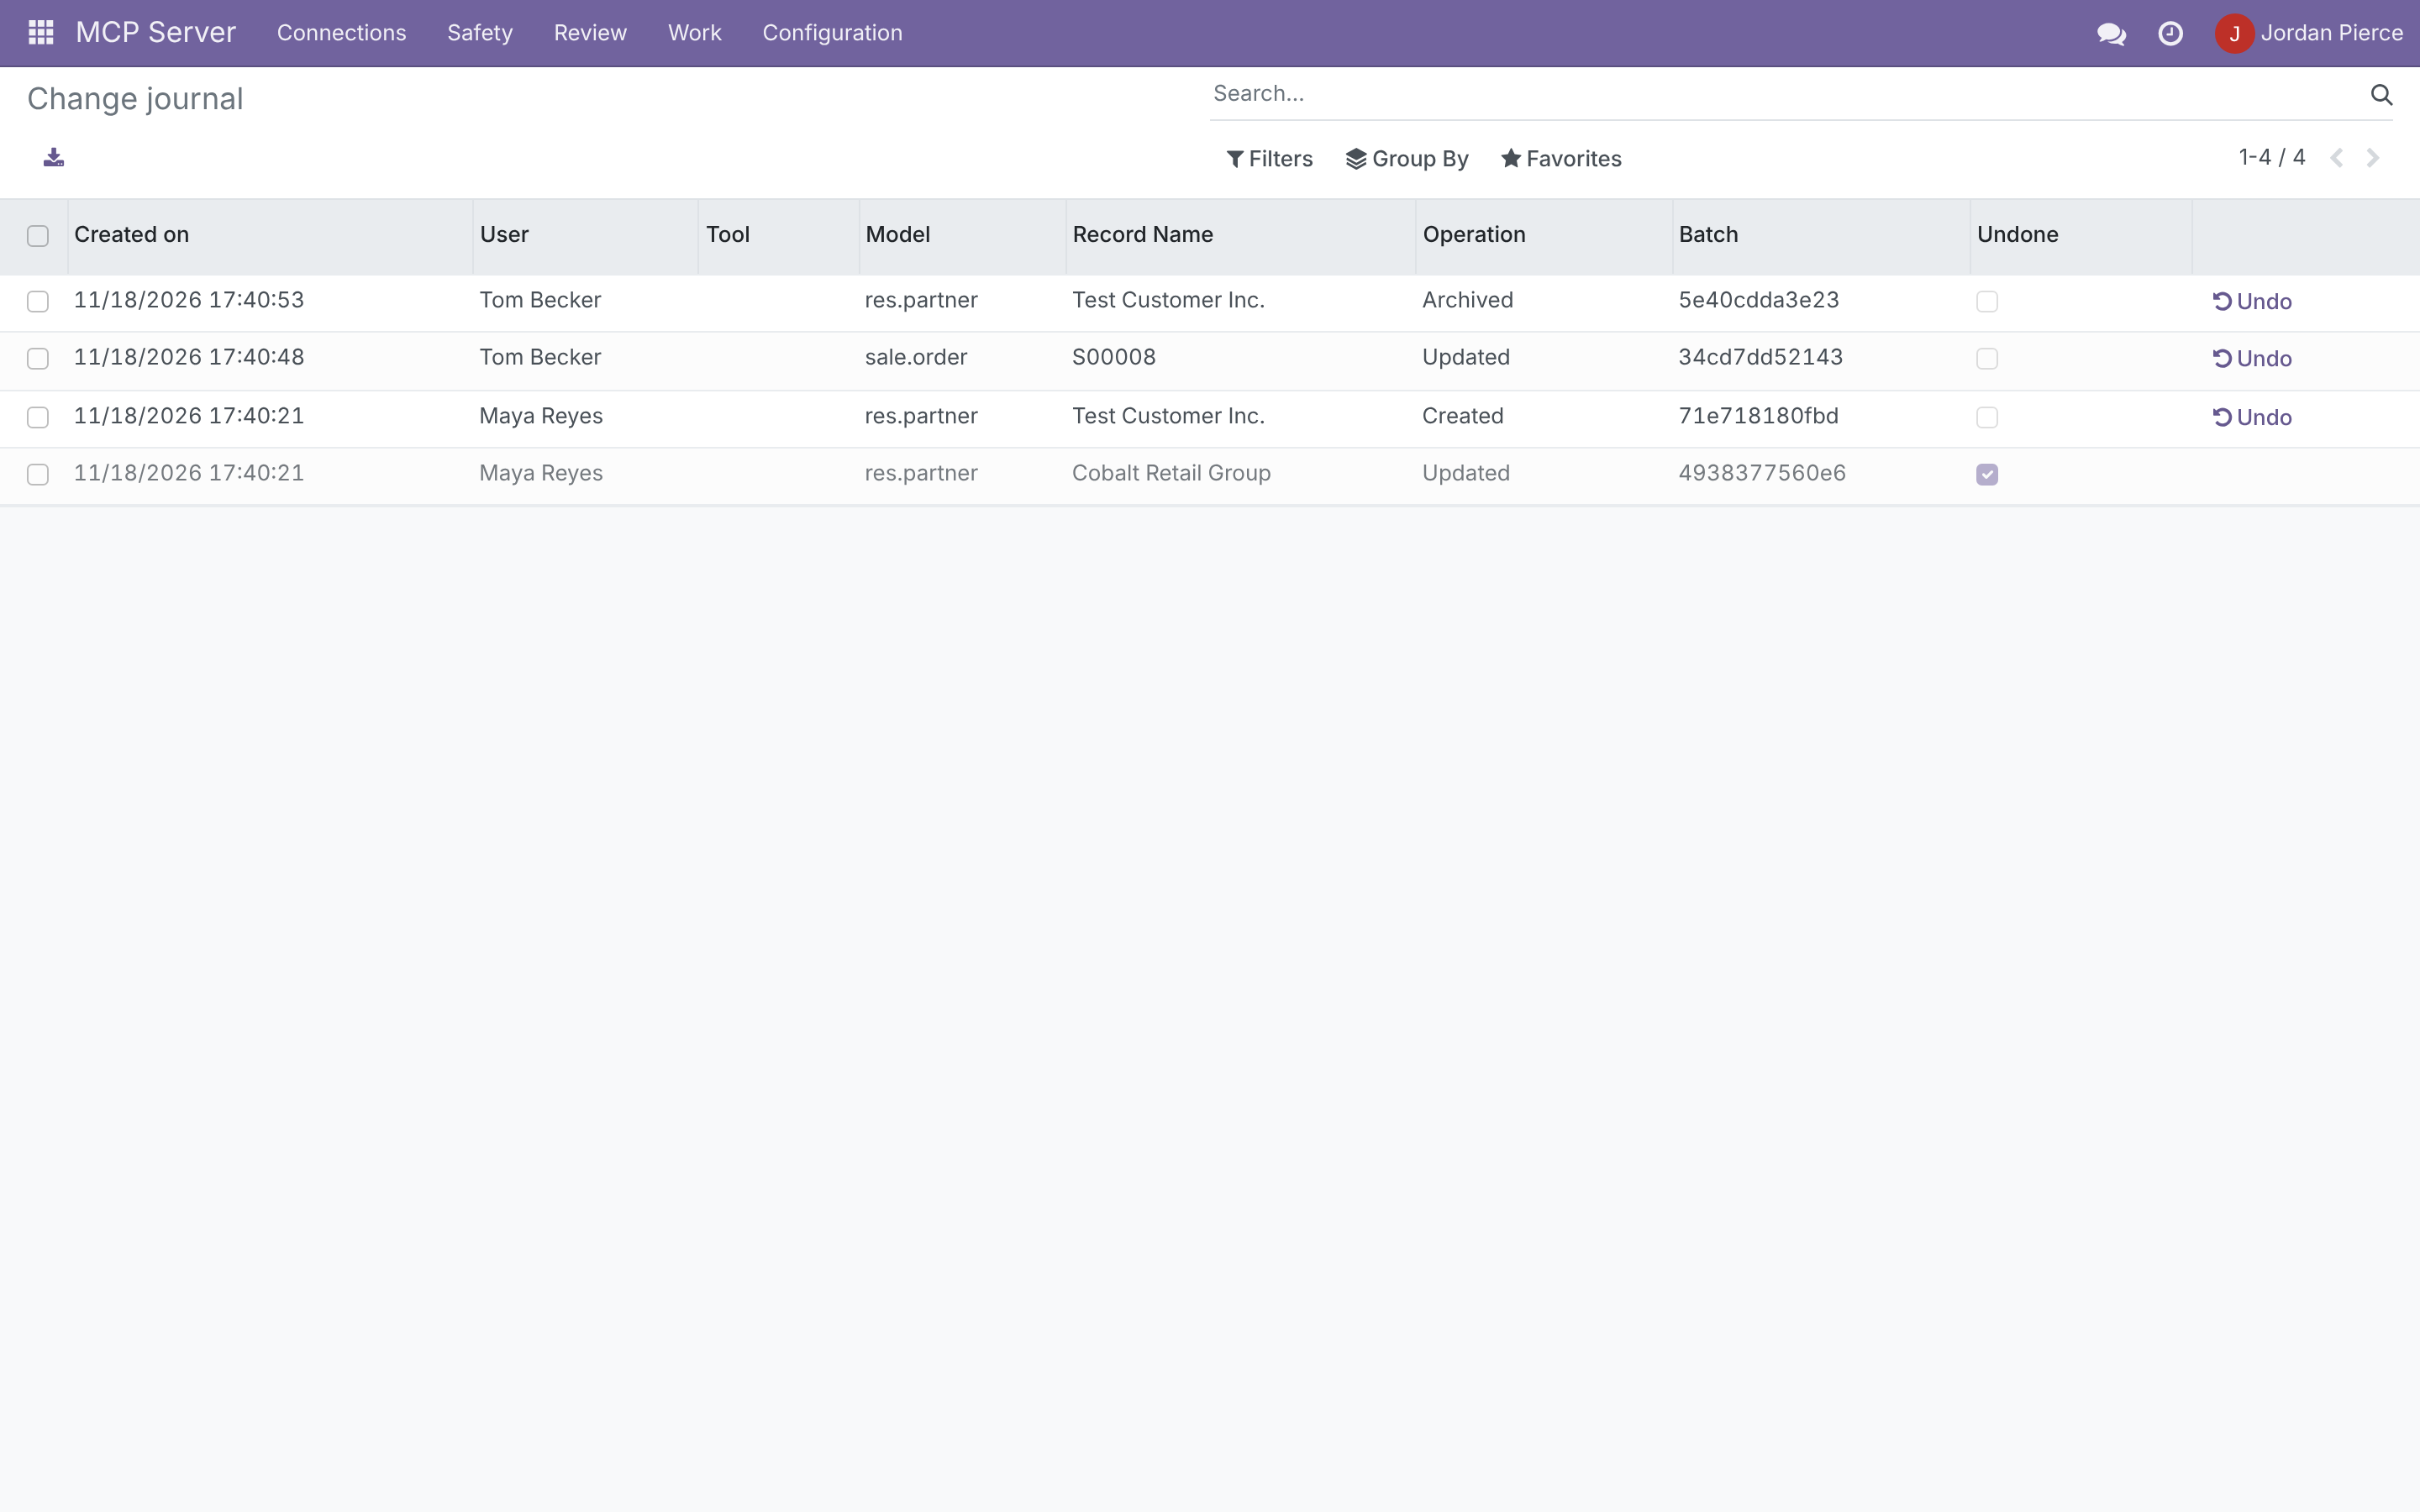 MCP Server Connections Safety Review Work Configuration J Jordan Pierce
Change journal Search...
Filters Group By Favorites 1-4 / 4
Created on User Tool Model Record Name Operation Batch Undone
11/18/2026 17:40:53 Tom Becker res.partner Test Customer Inc. Archived 5e40cdda3e23 Undo
11/18/2026 17:40:48 Tom Becker sale.order S00008 Updated 34cd7dd52143 Undo
11/18/2026 17:40:21 Maya Reyes res.partner Test Customer Inc. Created 71e718180fbd Undo
11/18/2026 17:40:21 Maya Reyes res.partner Cobalt Retail Group Updated 4938377560e6